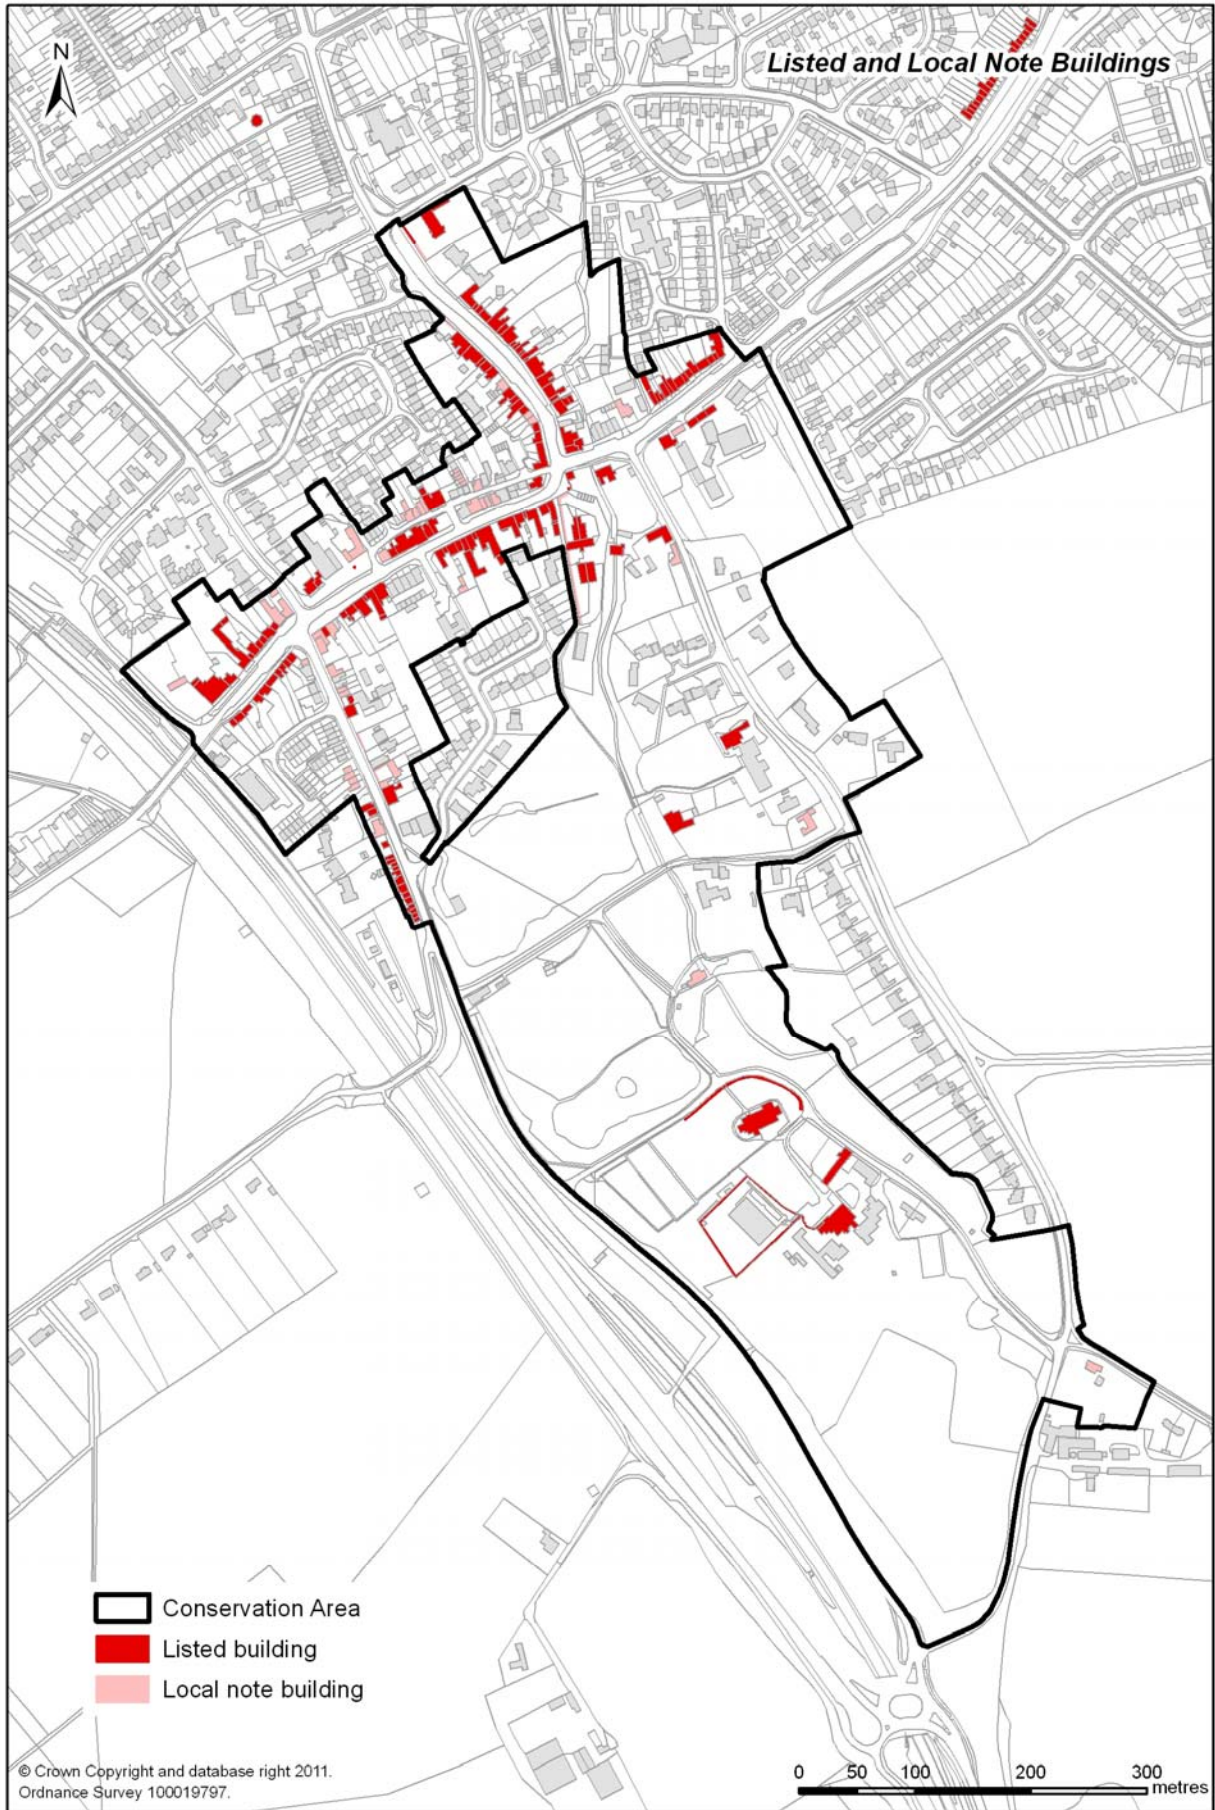 N
Listed and Local Note Buildings
Conservation Area
Listed building
Local note building
© Crown Copyright and database right 2011.
Ordnance Survey 100019797.
0 50 100 200 300
metres